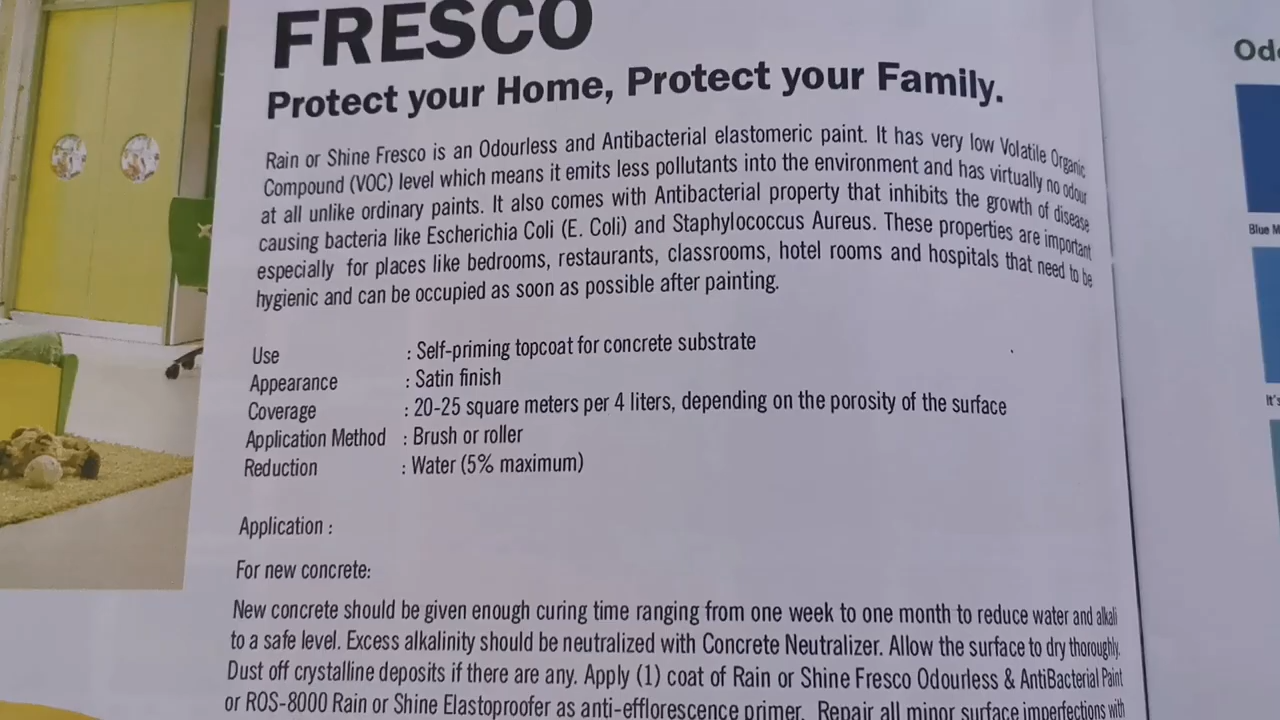 FRESCO
Protect your Home, Protect your Family.
Rain or Shine Fresco is an Odourless and Antibacterial elastomeric paint. It has very low Volatile Organic
Compound (VOC) level which means it emits less pollutants into the environment and has virtually no odour
at all unlike ordinary paints. It also comes with Antibacterial property that inhibits the growth of disease
causing bacteria like Escherichia Coli (E. Coli) and Staphylococcus Aureus. These properties are important
especially for places like bedrooms, restaurants, classrooms, hotel rooms and hospitals that need to be
hygienic and can be occupied as soon as possible after painting.
Use : Self-priming topcoat for concrete substrate
Appearance : Satin finish
Coverage : 20-25 square meters per 4 liters, depending on the porosity of the surface
Application Method : Brush or roller
Reduction : Water (5% maximum)
Application :
For new concrete:
New concrete should be given enough curing time ranging from one week to one month to reduce water and alkali
to a safe level. Excess alkalinity should be neutralized with Concrete Neutralizer. Allow the surface to dry thoroughly.
Dust off crystalline deposits if there are any. Apply (1) coat of Rain or Shine Fresco Odourless & AntiBacterial Paint
or ROS-8000 Rain or Shine Elastoproofer as anti-efflorescence primer. Repair all minor surface imperfections with
Blue
It's